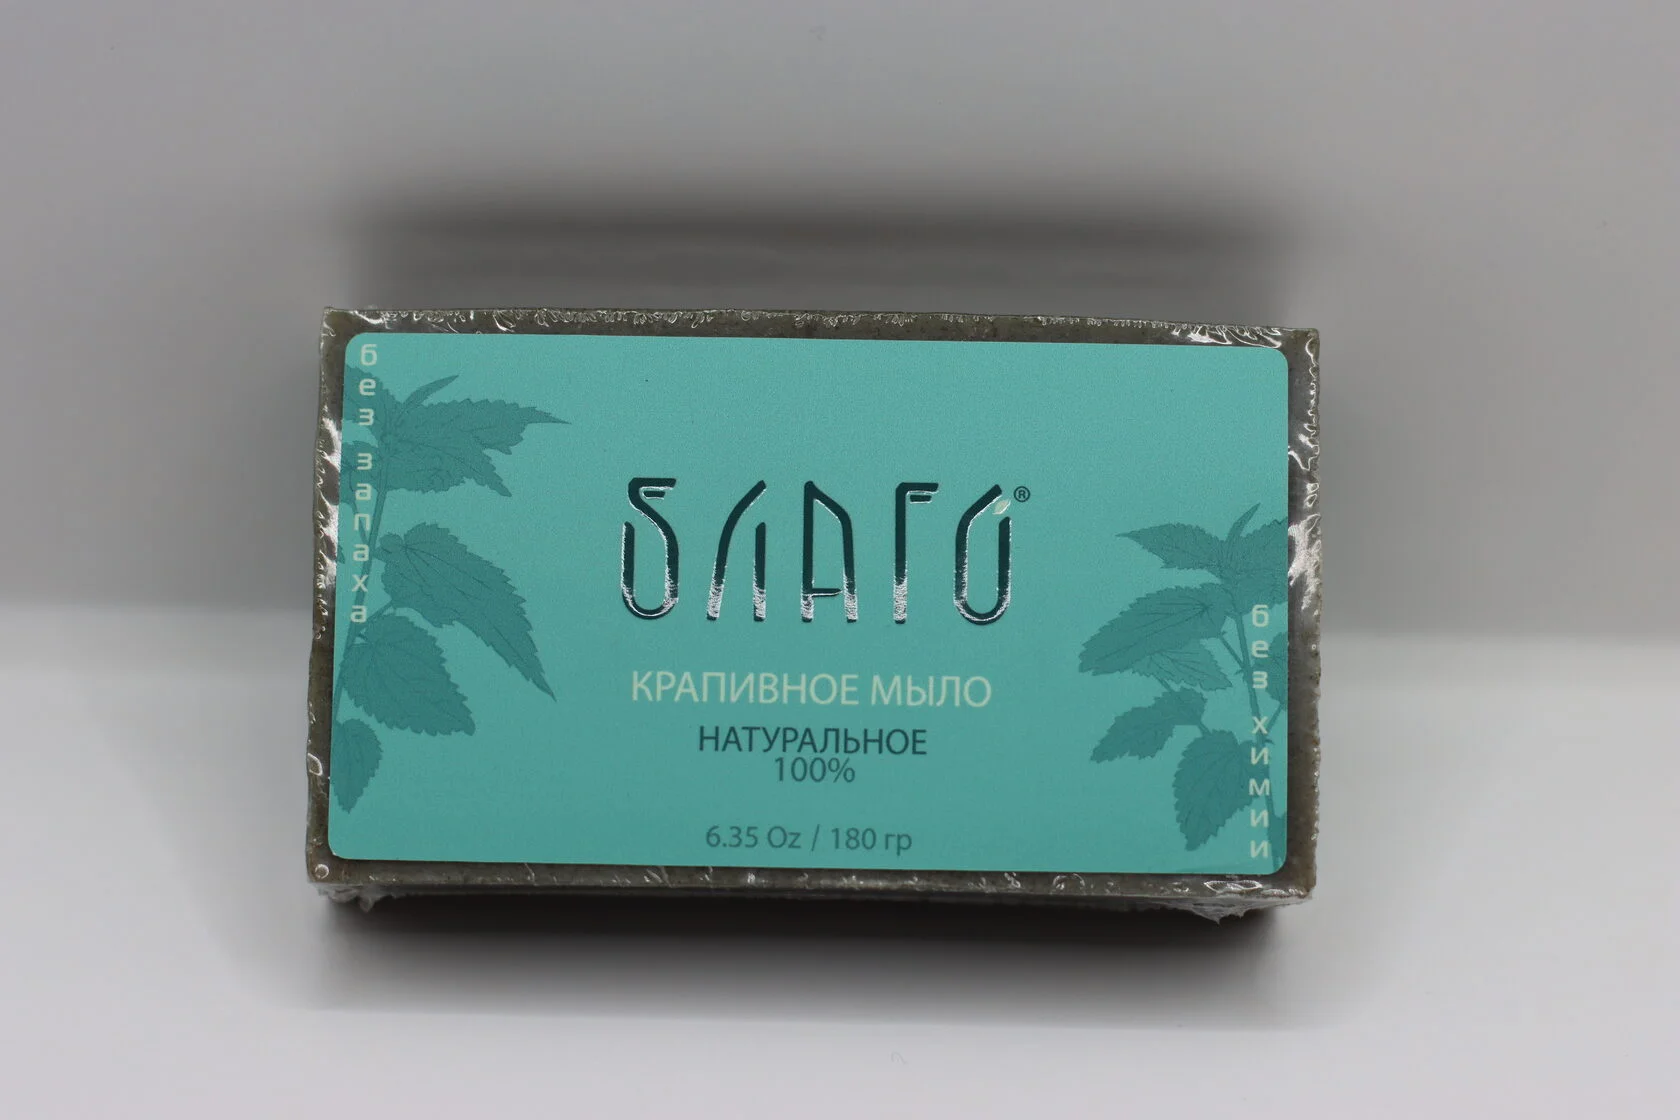 без запаха
БЛАГО®
КРАПИВНОЕ МЫЛО
НАТУРАЛЬНОЕ
100%
6.35 Oz / 180 гр
без химии